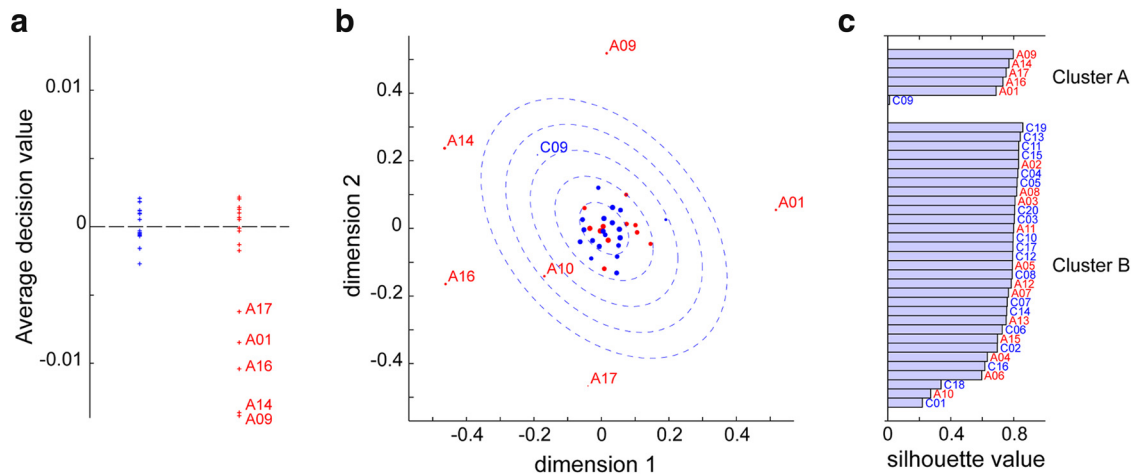 a
Average decision value
0.01
0
-0.01
A17
A01
A16
A14
A09
b
dimension 2
0.4
0.2
0
-0.2
-0.4
A09
A14
C09
A01
A16
A10
A17
-0.4
-0.2
0
0.2
0.4
dimension 1
c
A09
A14
A17
A16
A01
C09
Cluster A
C19
C13
C11
C15
A02
C04
C05
A08
A03
C20
C03
A11
C10
C17
C12
A05
C08
A12
A07
C07
C14
A13
C06
A15
C02
A04
C16
A06
C18
A10
C01
Cluster B
0
0.4
0.8
silhouette value